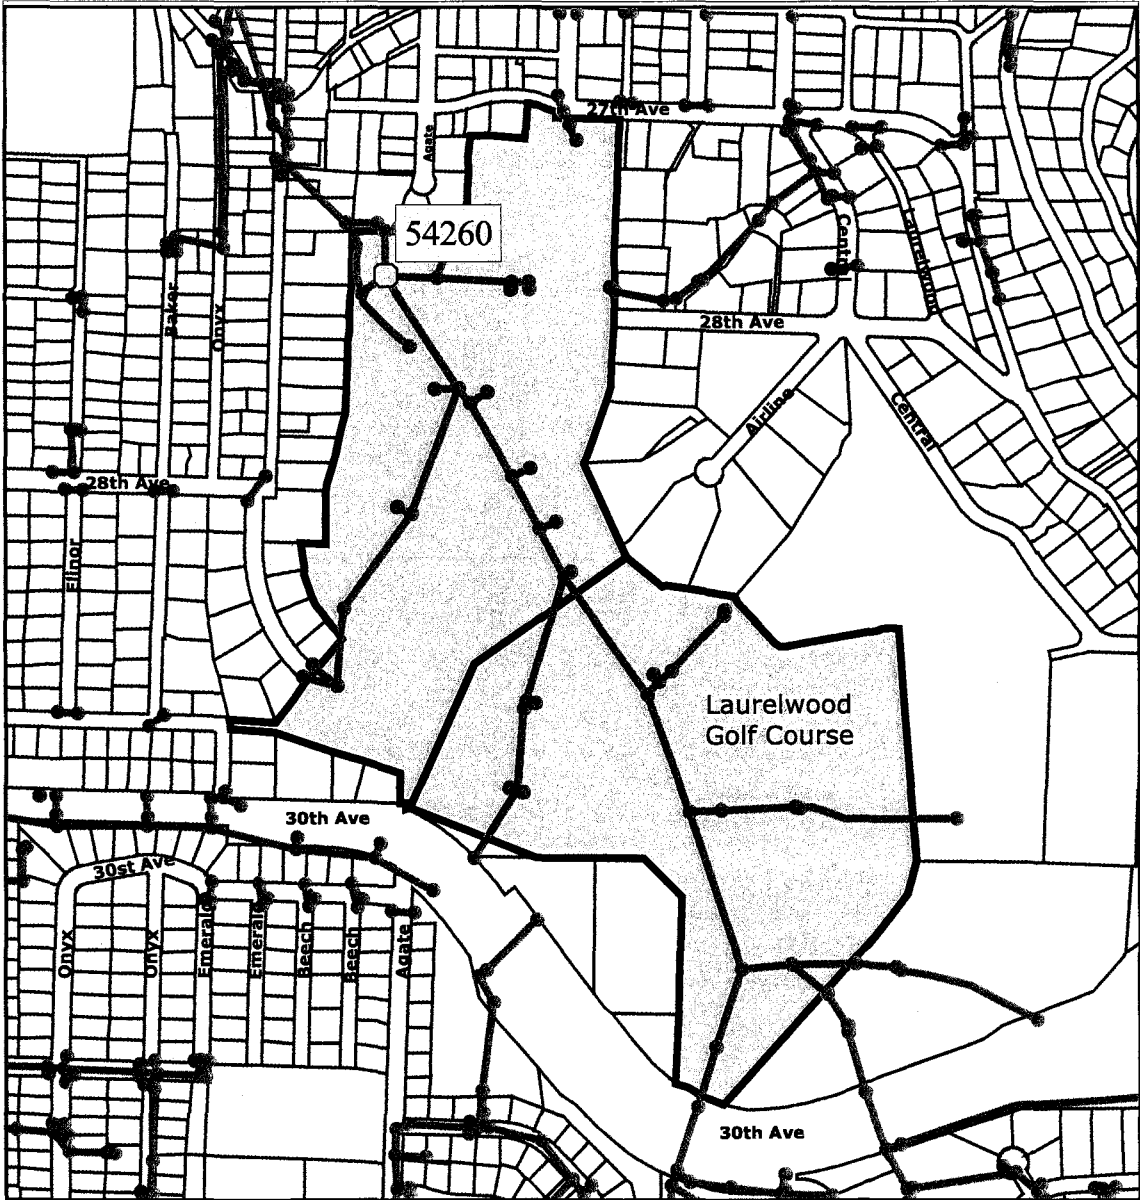 27th Ave
Agate
54260
Central
Laurelwood
Baker
Onyx
28th Ave
Airline
Central
28th Ave
Elinor
Laurelwood
Golf Course
30th Ave
30st Ave
Onyx
Onyx
Emerald
Emerald
Beech
Beech
Agate
30th Ave